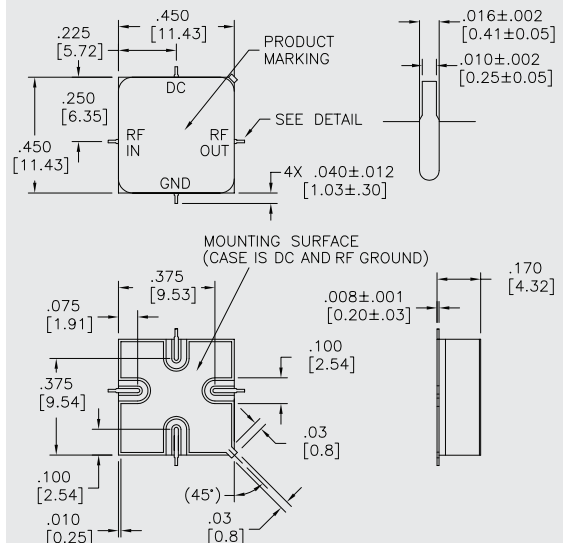 .450
[11.43]
.225
[5.72]
.016±.002
[0.41±0.05]
PRODUCT
MARKING
.010±.002
[0.25±0.05]
DC
.250
[6.35]
.450
[11.43]
RF
IN
RF
OUT
SEE DETAIL
GND
4X .040±.012
[1.03±.30]
MOUNTING SURFACE
(CASE IS DC AND RF GROUND)
.375
[9.53]
.170
[4.32]
.075
[1.91]
.008±.001
[0.20±.03]
.100
[2.54]
.375
[9.54]
.03
[0.8]
.100
[2.54]
(45°)
.010
[0.25]
.03
[0.8]